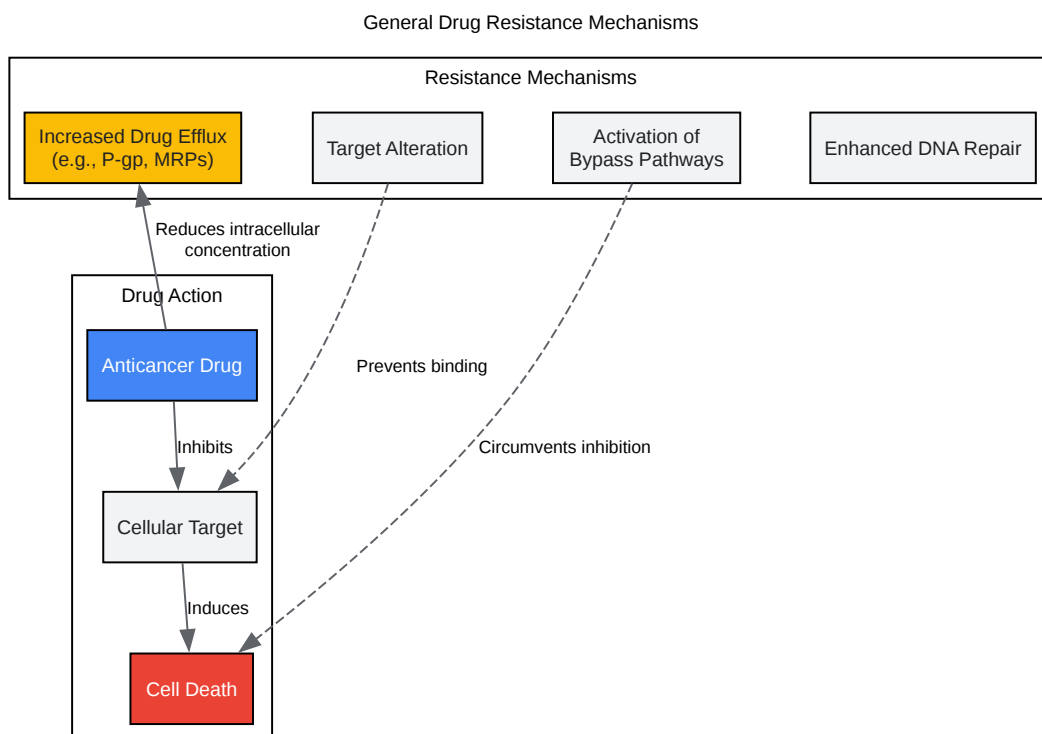 General Drug Resistance Mechanisms
Resistance Mechanisms
Increased Drug Efflux
(e.g., P-gp, MRPs)
Target Alteration
Activation of
Bypass Pathways
Enhanced DNA Repair
Reduces intracellular
concentration
Drug Action
Anticancer Drug
Prevents binding
Inhibits
Circumvents inhibition
Cellular Target
Induces
Cell Death